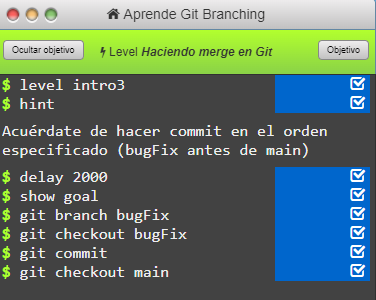 Aprende Git Branching
Ocultar objetivo
Level Haciendo merge en Git
Objetivo
$ level intro3
$ hint
Acuérdate de hacer commit en el orden
especificado (bugFix antes de main)
$ delay 2000
$ show goal
$ git branch bugFix
$ git checkout bugFix
$ git commit
$ git checkout main